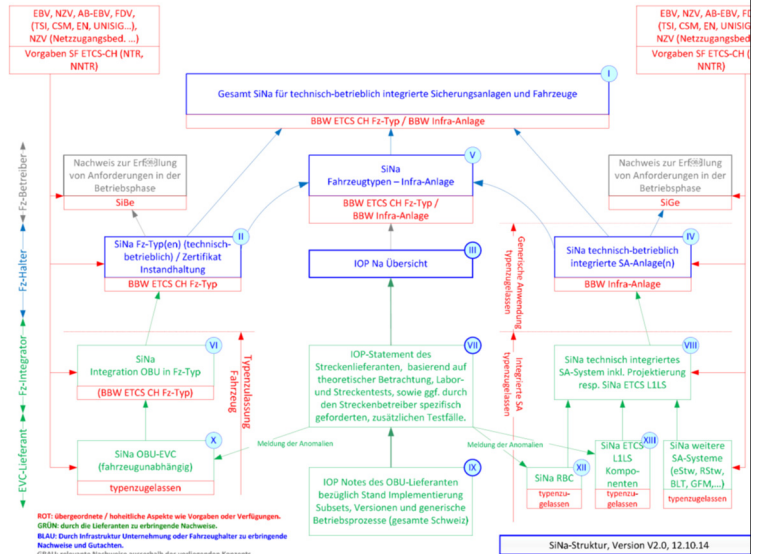 EBV, NZV, AB-EBV, FDV,
(TSI, CSM, EN, UNISIG...),
NZV (Netzzugangsbed. ...)
Vorgaben SF ETCS-CH (NTR,
NNTR)
EBV, NZV, AB-EBV, FDV,
(TSI, CSM, EN, UNISIG...),
NZV (Netzzugangsbed. ...)
Vorgaben SF ETCS-CH (
NNTR)
I
Gesamt SiNa für technisch-betrieblich integrierte Sicherungsanlagen und Fahrzeuge
BBW ETCS CH Fz-Typ / BBW Infra-Anlage
Fz-Betreiber
Nachweis zur Erfüllung
von Anforderungen in der
Betriebsphase
SiBe
V
SiNa
Fahrzeugtypen – Infra-Anlage
BBW ETCS CH Fz-Typ /
BBW Infra-Anlage
Nachweis zur Erfüllung
von Anforderungen in der
Betriebsphase
SiGe
Fz-Halter
II
SiNa Fz-Typ(en) (technisch-
betrieblich) / Zertifikat
Instandhaltung
BBW ETCS CH Fz-Typ
III
IOP Na Übersicht
Generische Anwendung
typenzugelassen
IV
SiNa technisch-betrieblich
integrierte SA-Anlage(n)
BBW Infra-Anlage
Fz-Integrator
VI
SiNa
Integration OBU in Fz-Typ
(BBW ETCS CH Fz-Typ)
Typenzulassung
Fahrzeug
VII
IOP-Statement des
Streckenlieferanten, basierend auf
theoretischer Betrachtung, Labor-
und Streckentests, sowie ggf. durch
den Streckenbetreiber spezifisch
geforderten, zusätzlichen Testfälle.
Integrierte SA
typenzugelassen
VIII
SiNa technisch integriertes
SA-System inkl. Projektierung
resp. SiNa ETCS L1LS
EVC-Lieferant
X
SiNa OBU-EVC
(fahrzeugunabhängig)
typenzugelassen
Meldung der Anomalien
Meldung der Anomalien
IX
IOP Notes des OBU-Lieferanten
bezüglich Stand Implementierung
Subsets, Versionen und generische
Betriebsprozesse (gesamte Schweiz)
XII
SiNa RBC
typenzu-
gelassen
XIII
SiNa ETCS
L1LS
Kompo-
nenten
typenzu-
gelassen
SiNa weitere
SA-Systeme
(eStw, RStw,
BLT, GFM,...)
typenzu-
gelassen
ROT: übergeordnete / hoheitliche Aspekte wie Vorgaben oder Verfügungen.
GRÜN: durch die Lieferanten zu erbringende Nachweise.
BLAU: Durch Infrastruktur Unternehmung oder Fahrzeughalter zu erbringende
Nachweise und Gutachten.
SiNa-Struktur, Version V2.0, 12.10.14